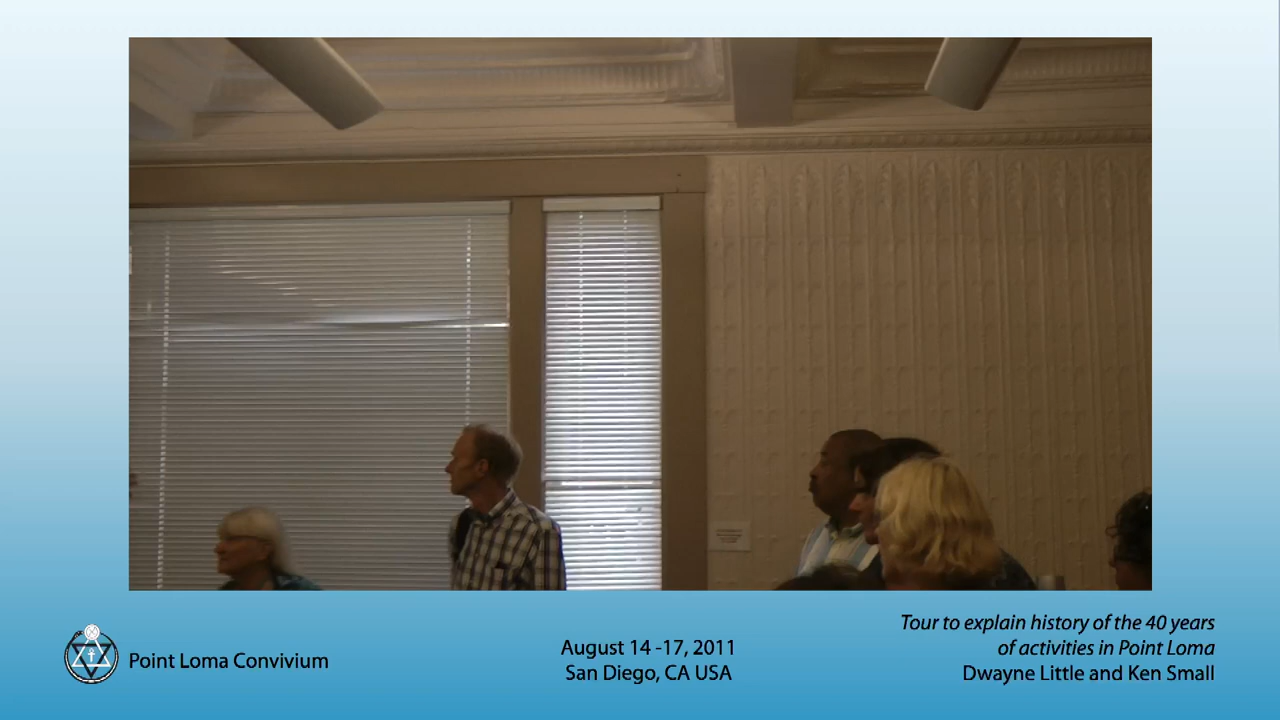 Point Loma Convivium
August 14 -17, 2011
San Diego, CA USA
Tour to explain history of the 40 years
of activities in Point Loma
Dwayne Little and Ken Small